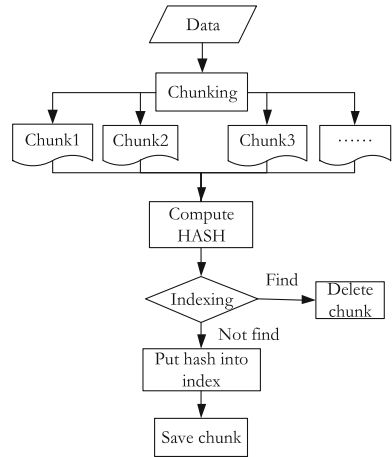 Data
Chunking
Chunk1
Chunk2
Chunk3
……
Compute
HASH
Indexing
Find
Delete
chunk
Not find
Put hash into
index
Save chunk